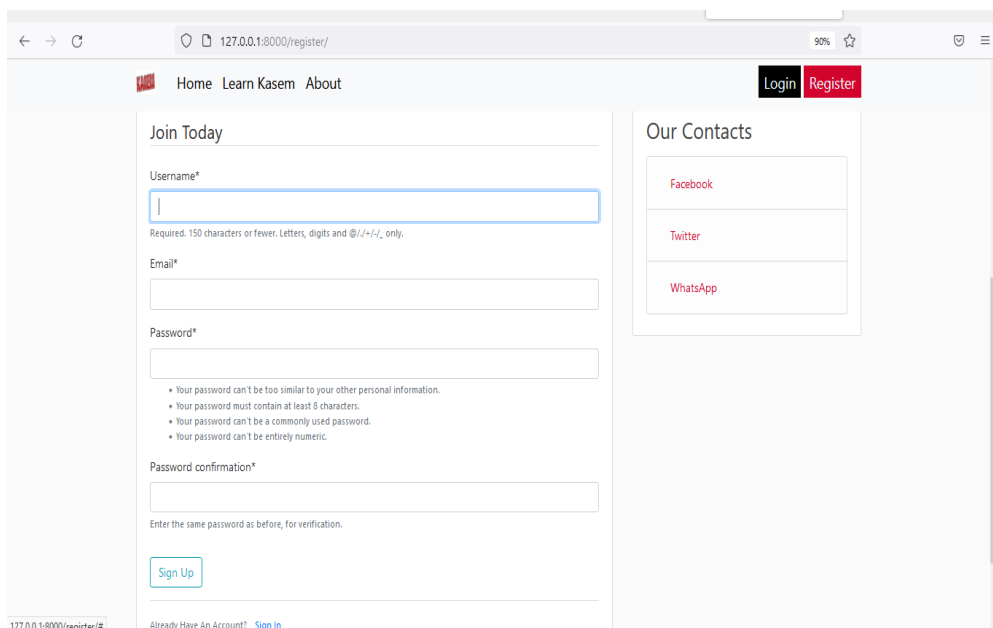 127.0.0.1:8000/register/
90%
KASEM
Home Learn Kasem About
Login Register
Join Today
Username*
Required. 150 characters or fewer. Letters, digits and @/./+/-/_ only.
Email*
Password*
• Your password can't be too similar to your other personal information.
• Your password must contain at least 8 characters.
• Your password can't be a commonly used password.
• Your password can't be entirely numeric.
Password confirmation*
Enter the same password as before, for verification.
Sign Up
Already Have An Account? Sign In
Our Contacts
Facebook
Twitter
WhatsApp
127.0.0.1:8000/register/#